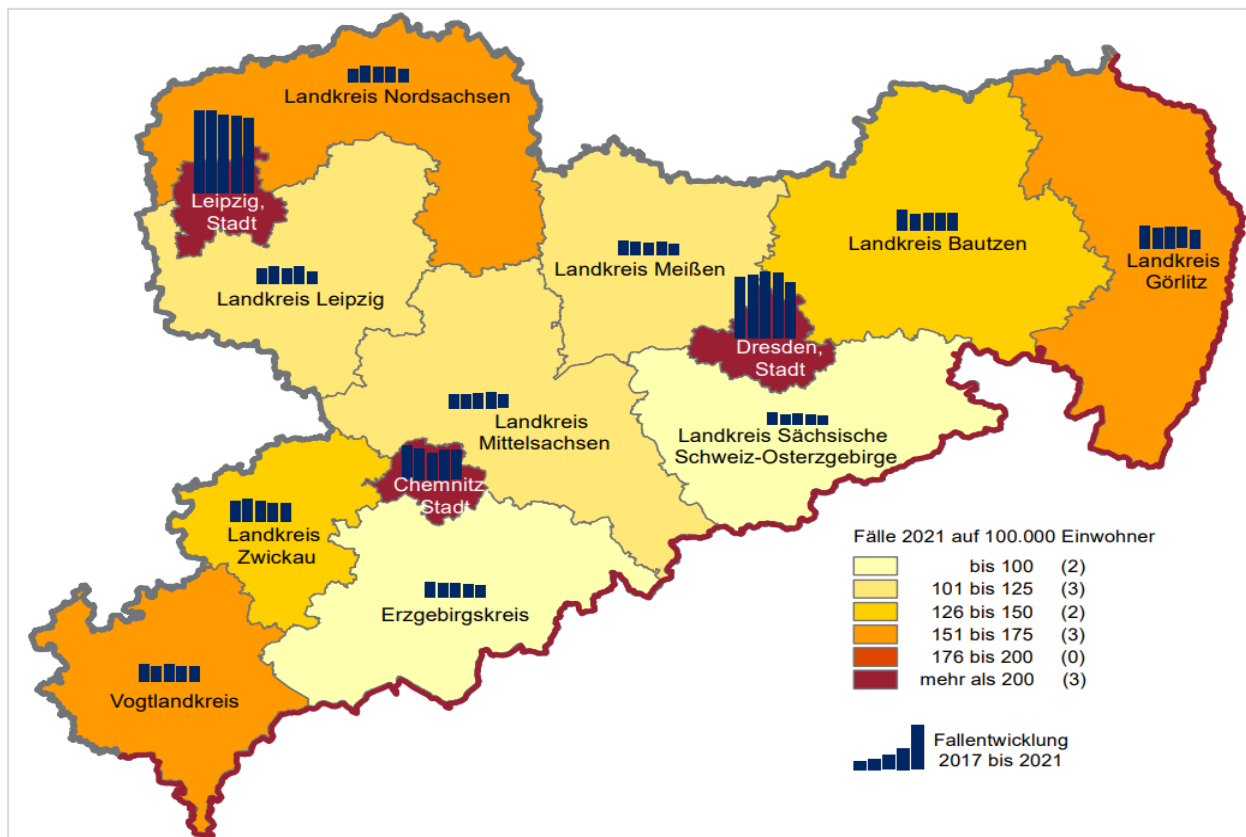 Landkreis Nordsachsen
Leipzig,
Stadt
Landkreis Leipzig
Landkreis Meißen
Landkreis Bautzen
Landkreis
Görlitz
Dresden,
Stadt
Landkreis
Mittelsachsen
Landkreis Sächsische
Schweiz-Osterzgebirge
Chemnitz,
Stadt
Landkreis
Zwickau
Erzgebirgskreis
Vogtlandkreis
Fälle 2021 auf 100.000 Einwohner
bis 100 (2)
101 bis 125 (3)
126 bis 150 (2)
151 bis 175 (3)
176 bis 200 (0)
mehr als 200 (3)
Fallentwicklung
2017 bis 2021